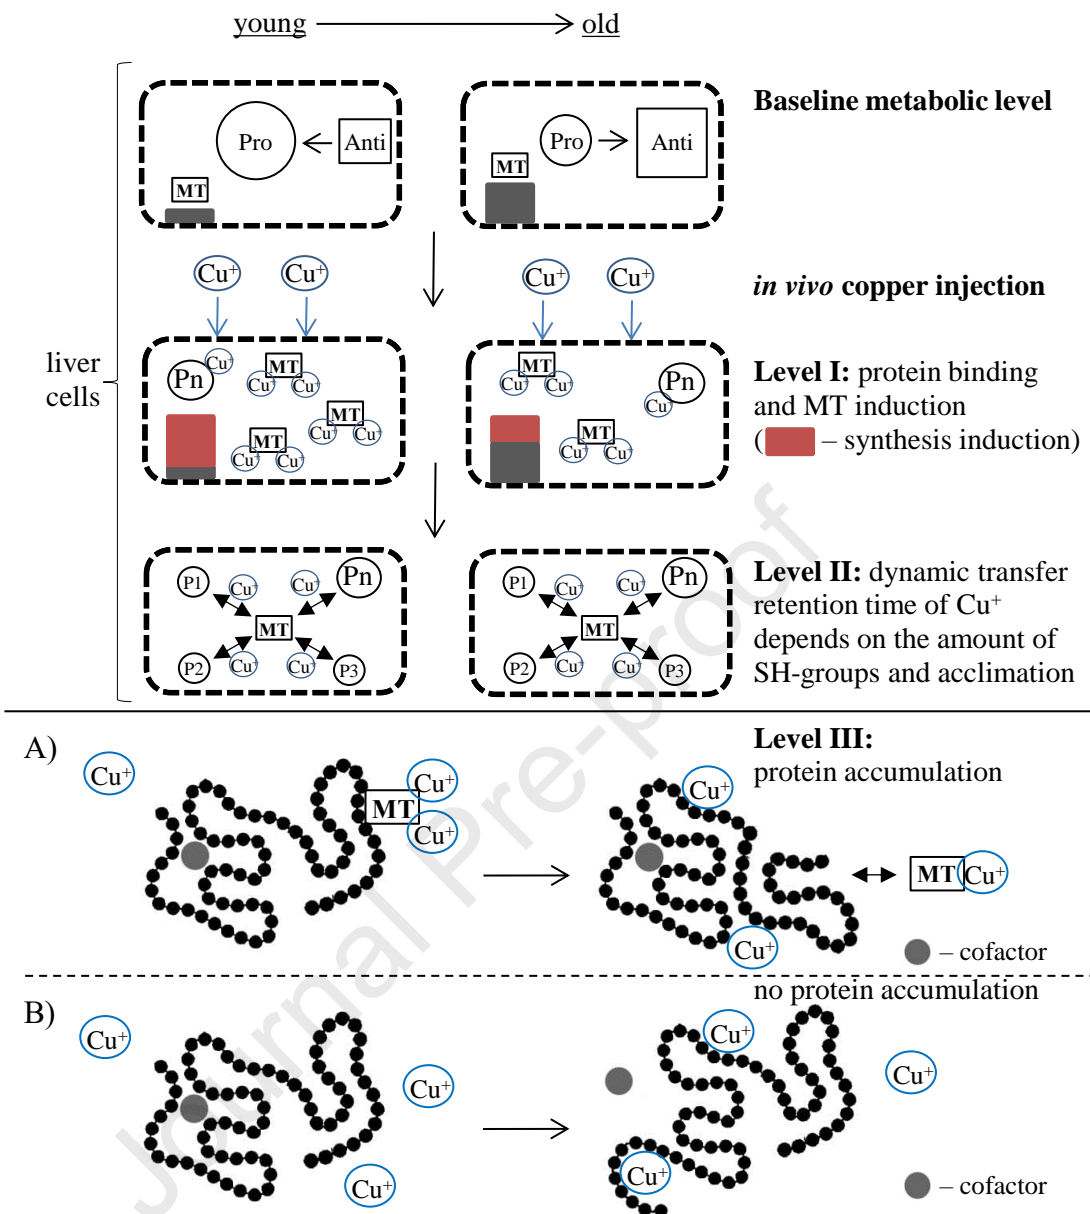 young
old
Baseline metabolic level
Pro
Anti
MT
Pro
Anti
MT
Cu⁺
Cu⁺
Cu⁺
Cu⁺
in vivo copper injection
liver
cells
Pn
Cu⁺
MT
Cu⁺
Cu⁺
MT
Cu⁺
Cu⁺
MT
Cu⁺
Cu⁺
MT
Cu⁺
Cu⁺
Pn
Cu⁺
MT
Cu⁺
Cu⁺
Level I: protein binding
and MT induction
( – synthesis induction)
P1
Cu⁺
Cu⁺
Pn
MT
P2
Cu⁺
Cu⁺
P3
P1
Cu⁺
Cu⁺
Pn
MT
P2
Cu⁺
Cu⁺
P3
Level II: dynamic transfer
retention time of Cu⁺
depends on the amount of
SH-groups and acclimation
A)
Level III:
protein accumulation
Cu⁺
Cu⁺
MT
Cu⁺
Cu⁺
MT
Cu⁺
Cu⁺
– cofactor
no protein accumulation
B)
Cu⁺
Cu⁺
Cu⁺
Cu⁺
Cu⁺
Cu⁺
– cofactor
Journal Pre-proof